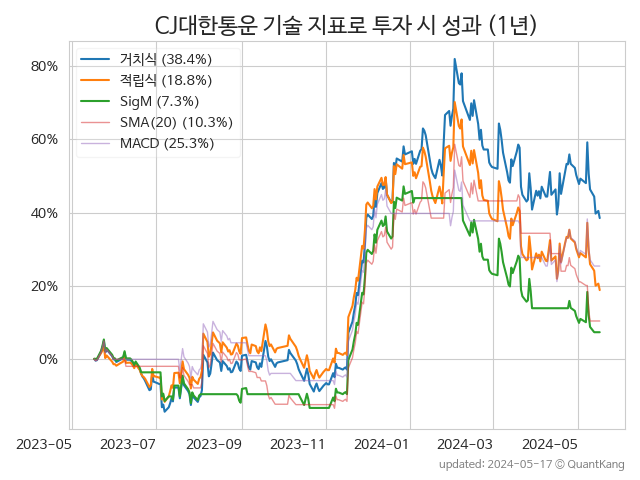 CJ대한통운 기술 지표로 투자 시 성과 (1년)
거치식 (38.4%)
적립식 (18.8%)
SigM (7.3%)
SMA(20) (10.3%)
MACD (25.3%)
80%
60%
40%
20%
0%
2023-05 2023-07 2023-09 2023-11 2024-01 2024-03 2024-05
updated: 2024-05-17 © QuantKang